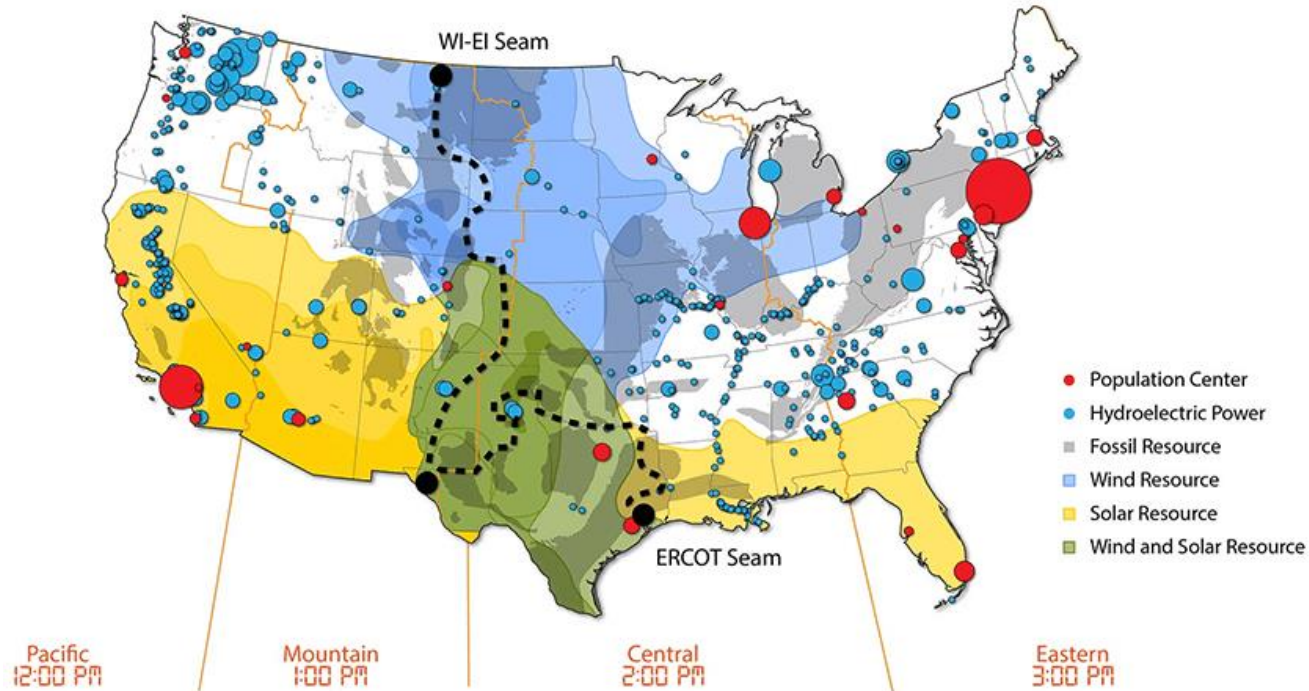 WI-EI Seam
Population Center
Hydroelectric Power
Fossil Resource
Wind Resource
Solar Resource
Wind and Solar Resource
ERCOT Seam
Pacific
12:00 PM
Mountain
1:00 PM
Central
2:00 PM
Eastern
3:00 PM